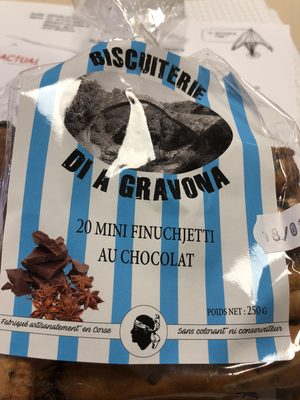 ACTUAL
BISCUITERIE
DI A GRAVONA
20 MINI FINUCHJETTI
AU CHOCOLAT
POIDS NET : 250 G
Fabriqué artisanalement en Corse
Sans colorant ni conservateur